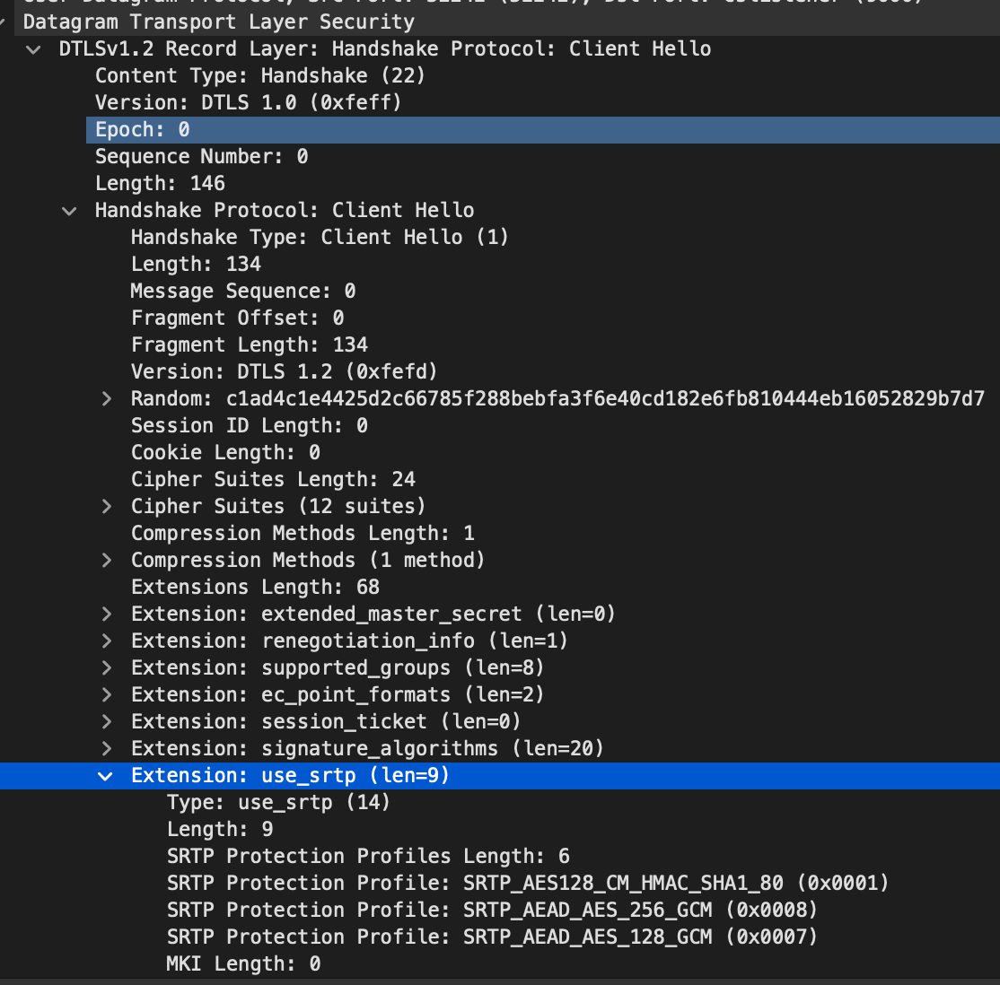 Datagram Transport Layer Security
DTLSv1.2 Record Layer: Handshake Protocol: Client Hello
Content Type: Handshake (22)
Version: DTLS 1.0 (0xfeff)
Epoch: 0
Sequence Number: 0
Length: 146
Handshake Protocol: Client Hello
Handshake Type: Client Hello (1)
Length: 134
Message Sequence: 0
Fragment Offset: 0
Fragment Length: 134
Version: DTLS 1.2 (0xfefd)
Random: c1ad4c1e4425d2c66785f288bebfa3f6e40cd182e6fb810444eb16052829b7d7
Session ID Length: 0
Cookie Length: 0
Cipher Suites Length: 24
Cipher Suites (12 suites)
Compression Methods Length: 1
Compression Methods (1 method)
Extensions Length: 68
Extension: extended_master_secret (len=0)
Extension: renegotiation_info (len=1)
Extension: supported_groups (len=8)
Extension: ec_point_formats (len=2)
Extension: session_ticket (len=0)
Extension: signature_algorithms (len=20)
Extension: use_srtp (len=9)
Type: use_srtp (14)
Length: 9
SRTP Protection Profiles Length: 6
SRTP Protection Profile: SRTP_AES128_CM_HMAC_SHA1_80 (0x0001)
SRTP Protection Profile: SRTP_AEAD_AES_256_GCM (0x0008)
SRTP Protection Profile: SRTP_AEAD_AES_128_GCM (0x0007)
MKI Length: 0